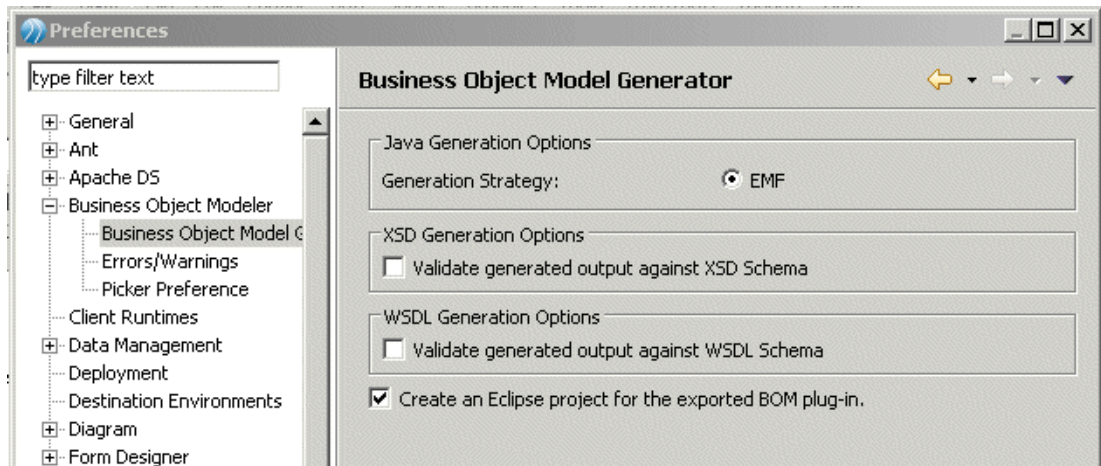 Preferences
type filter text
General
Ant
Apache DS
Business Object Modeler
Business Object Model G
Errors/Warnings
Picker Preference
Client Runtimes
Data Management
Deployment
Destination Environments
Diagram
Form Designer
Business Object Model Generator
Java Generation Options
Generation Strategy: EMF
XSD Generation Options
Validate generated output against XSD Schema
WSDL Generation Options
Validate generated output against WSDL Schema
Create an Eclipse project for the exported BOM plug-in.